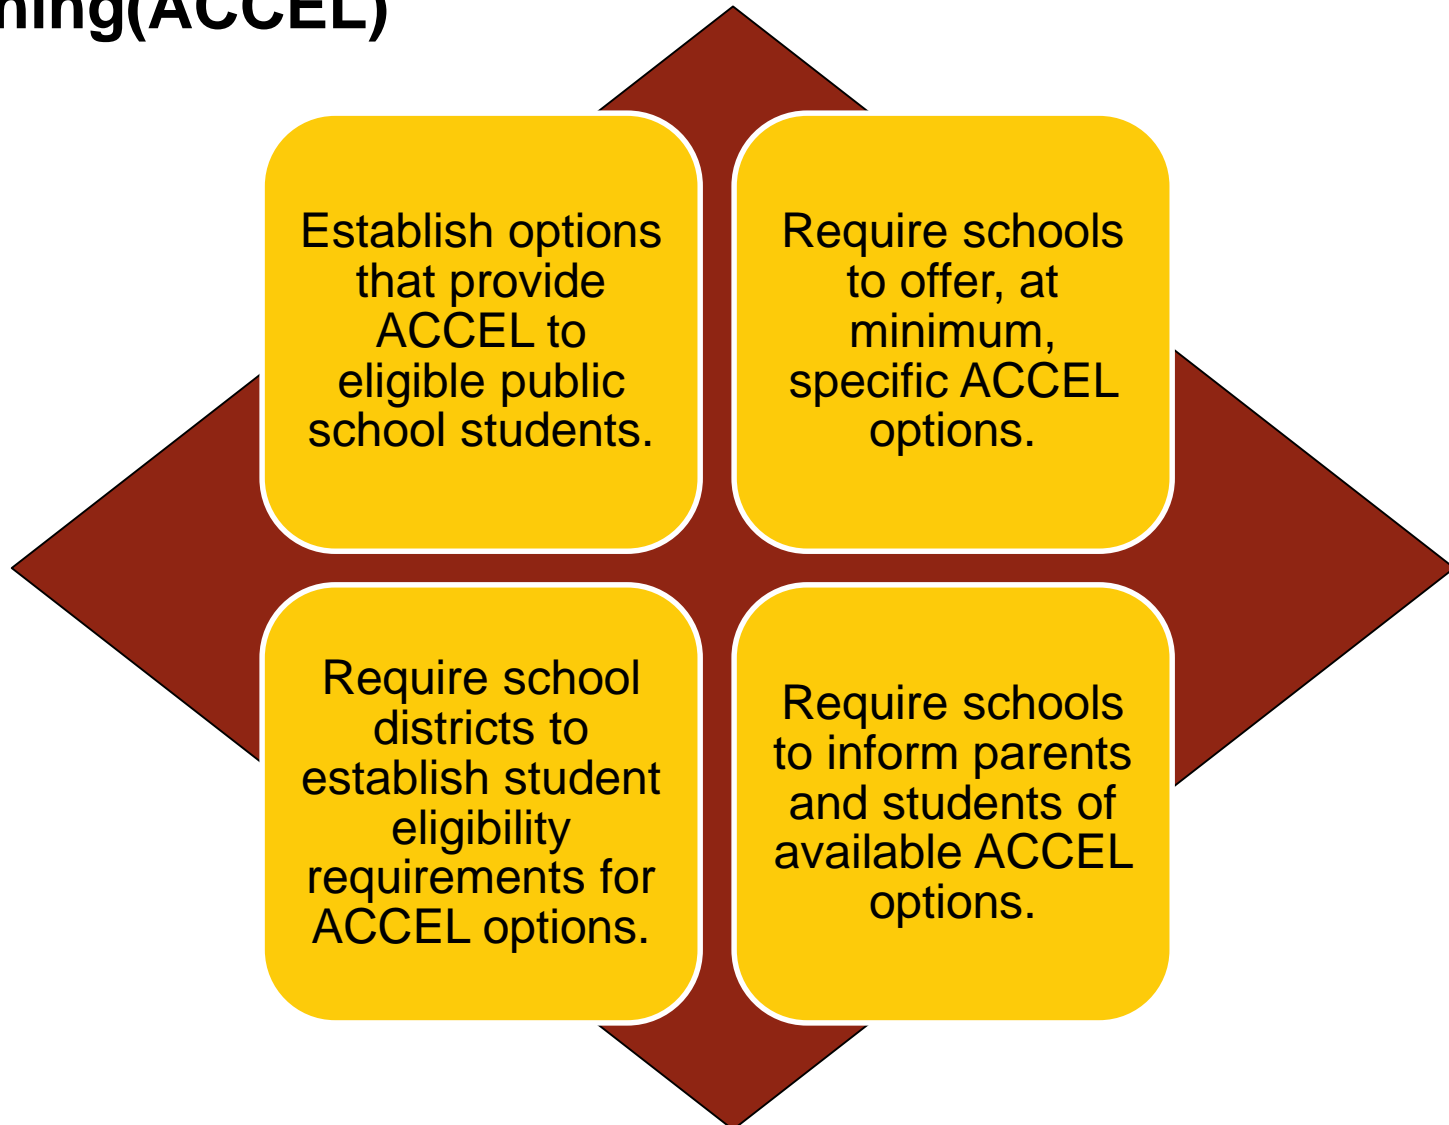 ning(ACCEL)
Establish options
that provide
ACCEL to
eligible public
school students.
Require schools
to offer, at
minimum,
specific ACCEL
options.
Require school
districts to
establish student
eligibility
requirements for
ACCEL options.
Require schools
to inform parents
and students of
available ACCEL
options.